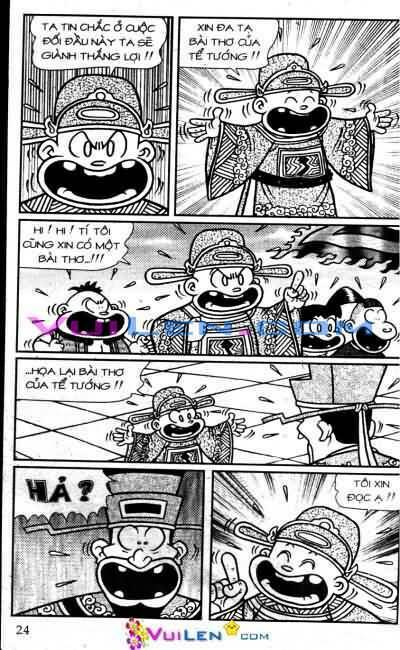 TA TIN CHẮC Ở CUỘC
ĐỐI ĐẦU NÀY TA SẼ
GIÀNH THẮNG LỢI !!
XIN ĐA TẠ
BÀI THƠ CỦA
TỂ TƯỚNG !!
HI ! HI ! TÍ TÔI
CŨNG XIN CÓ MỘT
BÀI THƠ...!!!
VUILEN.COM
...HỌA LẠI BÀI THƠ
CỦA TỂ TƯỚNG !!
HẢ ?
TÔI XIN
ĐỌC Ạ !!
24
VUILEN.COM